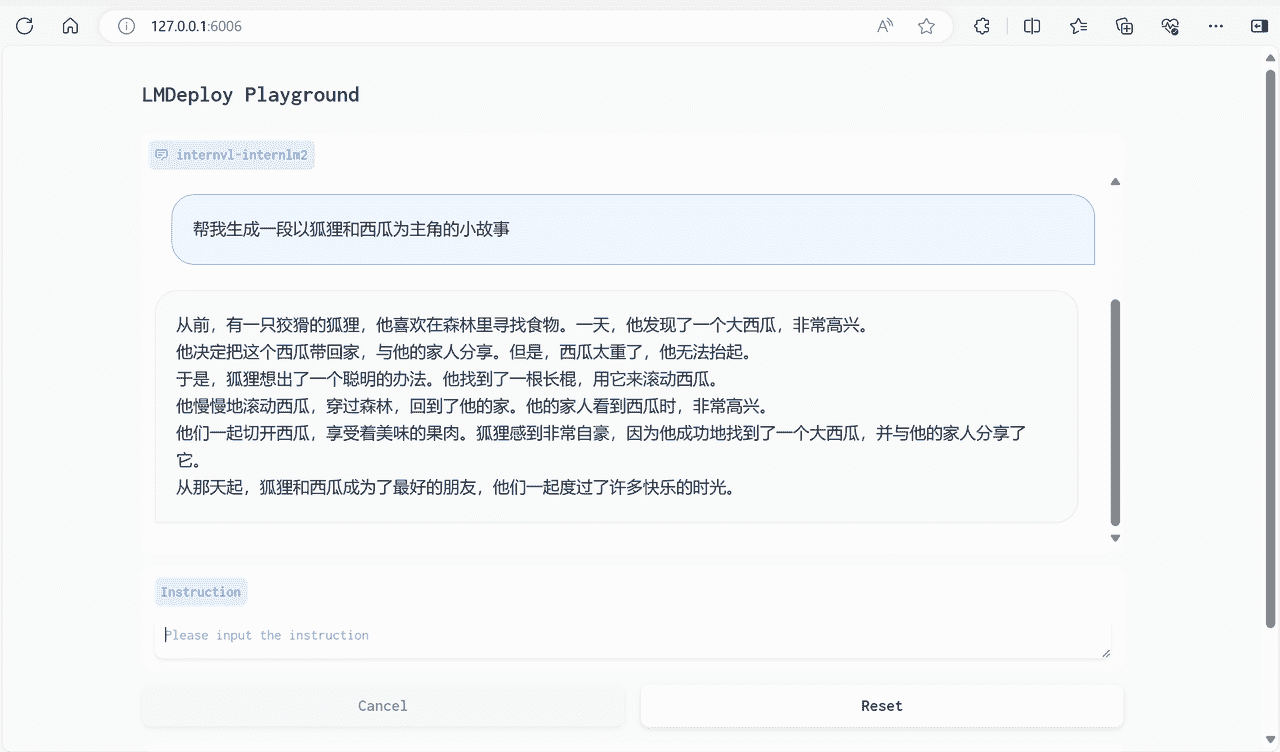 127.0.0.1:6006
LMDeploy Playground
internvl-internlm2
帮我生成一段以狐狸和西瓜为主角的小故事
从前，有一只狡猾的狐狸，他喜欢在森林里寻找食物。一天，他发现了一个大西瓜，非常高兴。
他决定把这个西瓜带回家，与他的家人分享。但是，西瓜太重了，他无法抬起。
于是，狐狸想出了一个聪明的办法。他找到了一根长棍，用它来滚动西瓜。
他慢慢地滚动西瓜，穿过森林，回到了他的家。他的家人看到西瓜时，非常高兴。
他们一起切开西瓜，享受着美味的果肉。狐狸感到非常自豪，因为他成功地找到了一个大西瓜，并与他的家人分享了
它。
从那天起，狐狸和西瓜成为了最好的朋友，他们一起度过了许多快乐的时光。
Instruction
Please input the instruction
Cancel
Reset